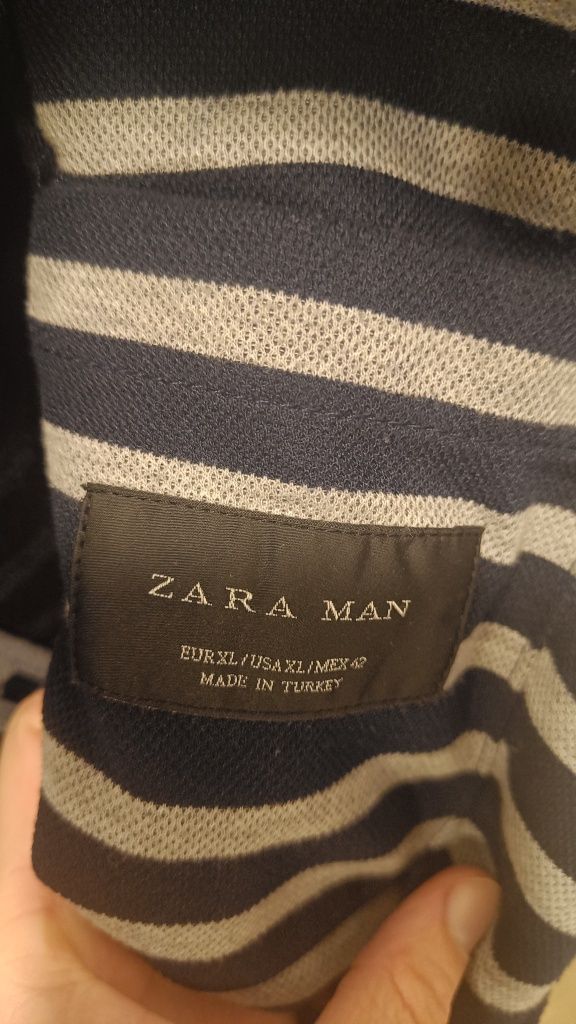 ZARA MAN
EUR XL / USA XL / MEX 42
MADE IN TURKEY